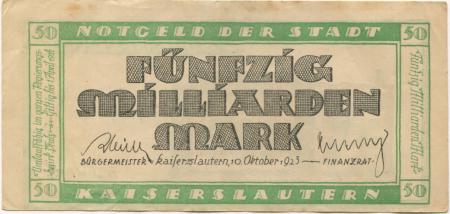 50 NOTGELD DER STADT 50
FÜNFZIG
MILLIARDEN
MARK
BÜRGERMEISTER - Kaiserslautern, 10. Oktober 1923 - FINANZRAT -
Fünfzig Milliarden Mark
50 KAISERSLAUTERN 50